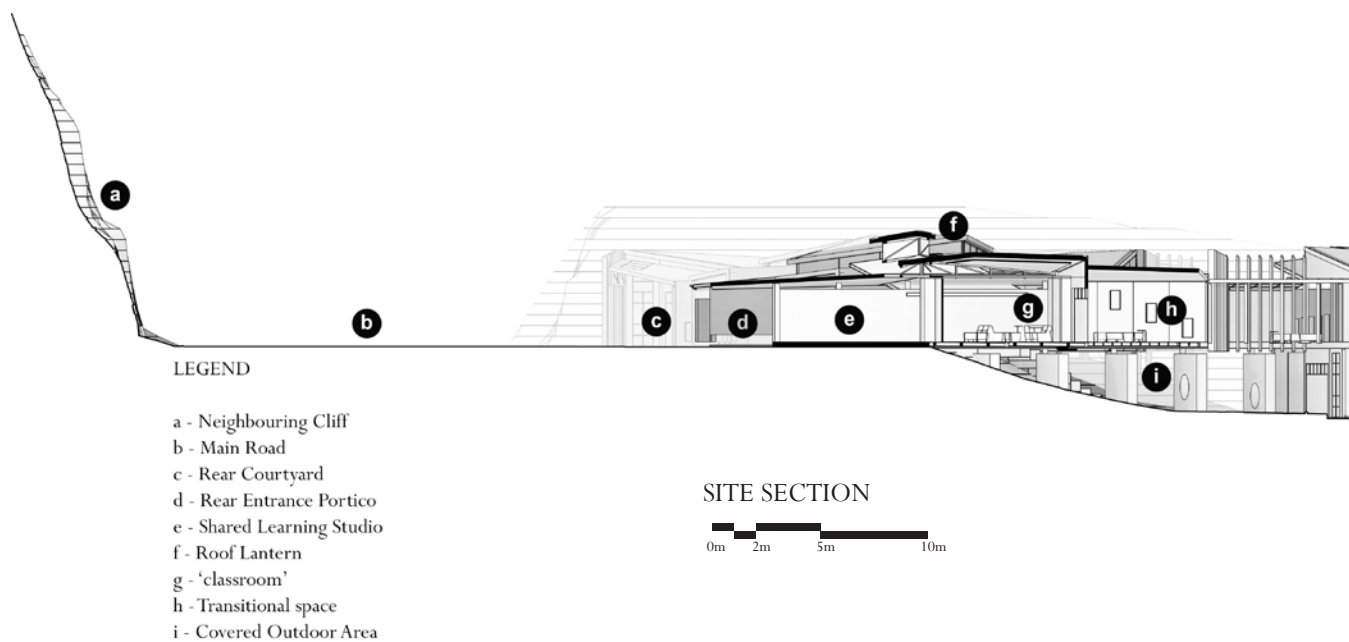 a
b
c
d
e
f
g
h
i
LEGEND
a - Neighbouring Cliff
b - Main Road
c - Rear Courtyard
d - Rear Entrance Portico
e - Shared Learning Studio
f - Roof Lantern
g - ‘classroom’
h - Transitional space
i - Covered Outdoor Area
SITE SECTION
0m 2m 5m 10m